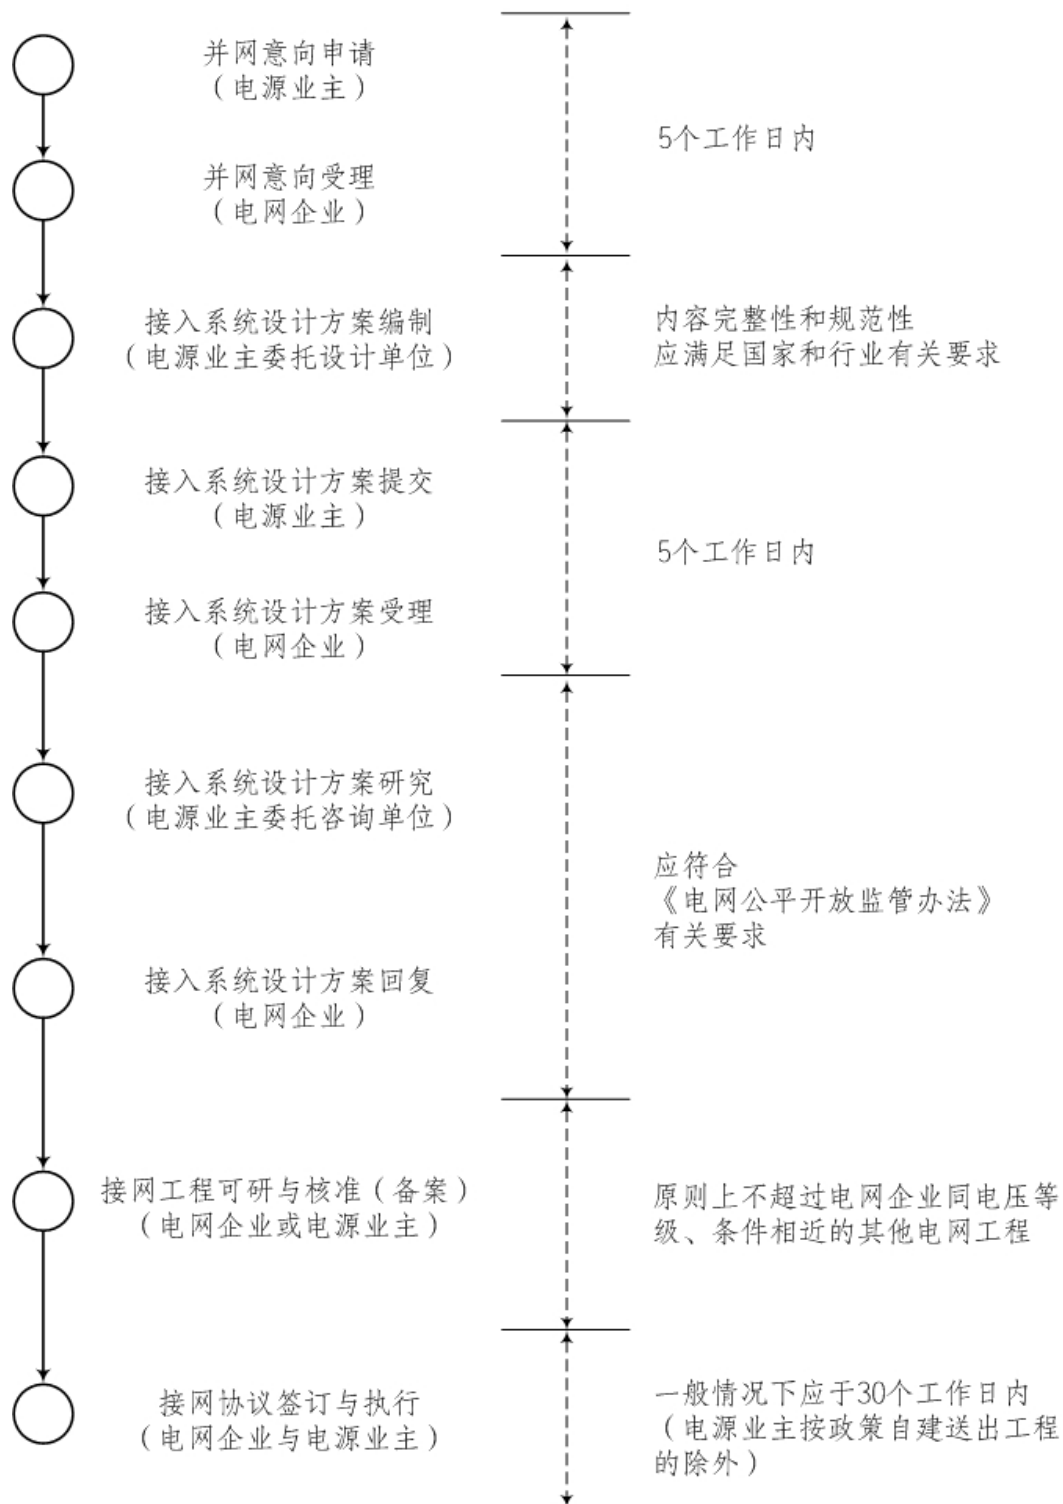 并网意向申请
（电源业主）
5个工作日内
并网意向受理
（电网企业）
接入系统设计方案编制
（电源业主委托设计单位）
内容完整性和规范性
应满足国家和行业有关要求
接入系统设计方案提交
（电源业主）
5个工作日内
接入系统设计方案受理
（电网企业）
接入系统设计方案研究
（电源业主委托咨询单位）
应符合
《电网公平开放监管办法》
有关要求
接入系统设计方案回复
（电网企业）
接网工程可研与核准（备案）
（电网企业或电源业主）
原则上不超过电网企业同电压等
级、条件相近的其他电网工程
接网协议签订与执行
（电网企业与电源业主）
一般情况下应于30个工作日内
（电源业主按政策自建送出工程
的除外）